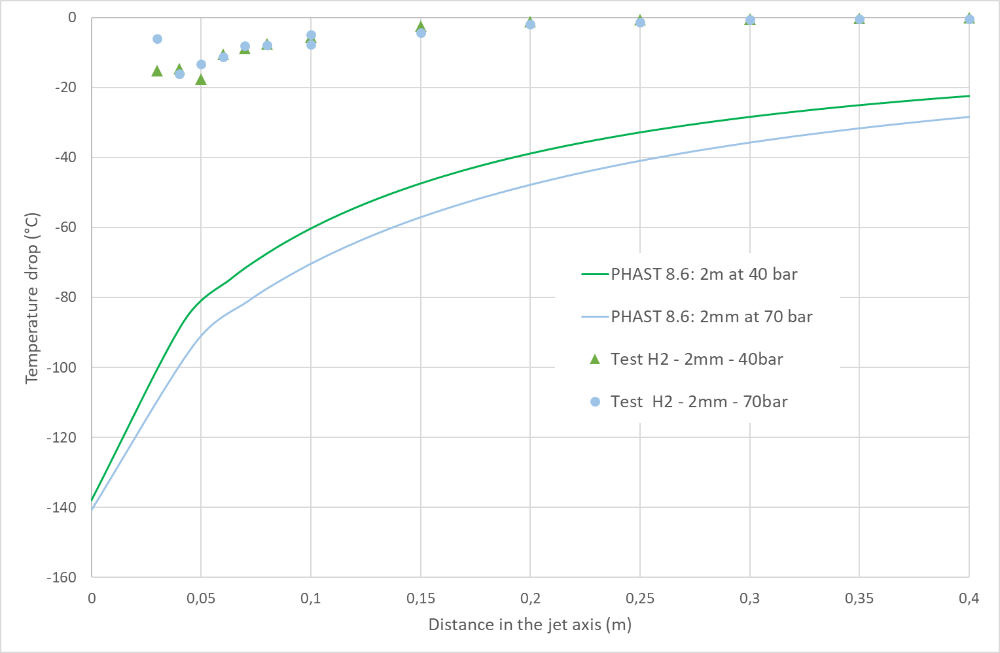 0
-20
-40
-60
-80
-100
-120
-140
-160
Temperature drop (°C)
PHAST 8.6: 2m at 40 bar
PHAST 8.6: 2mm at 70 bar
Test H2 - 2mm - 40bar
Test  H2 - 2mm - 70bar
0 0,05 0,1 0,15 0,2 0,25 0,3 0,35 0,4
Distance in the jet axis (m)